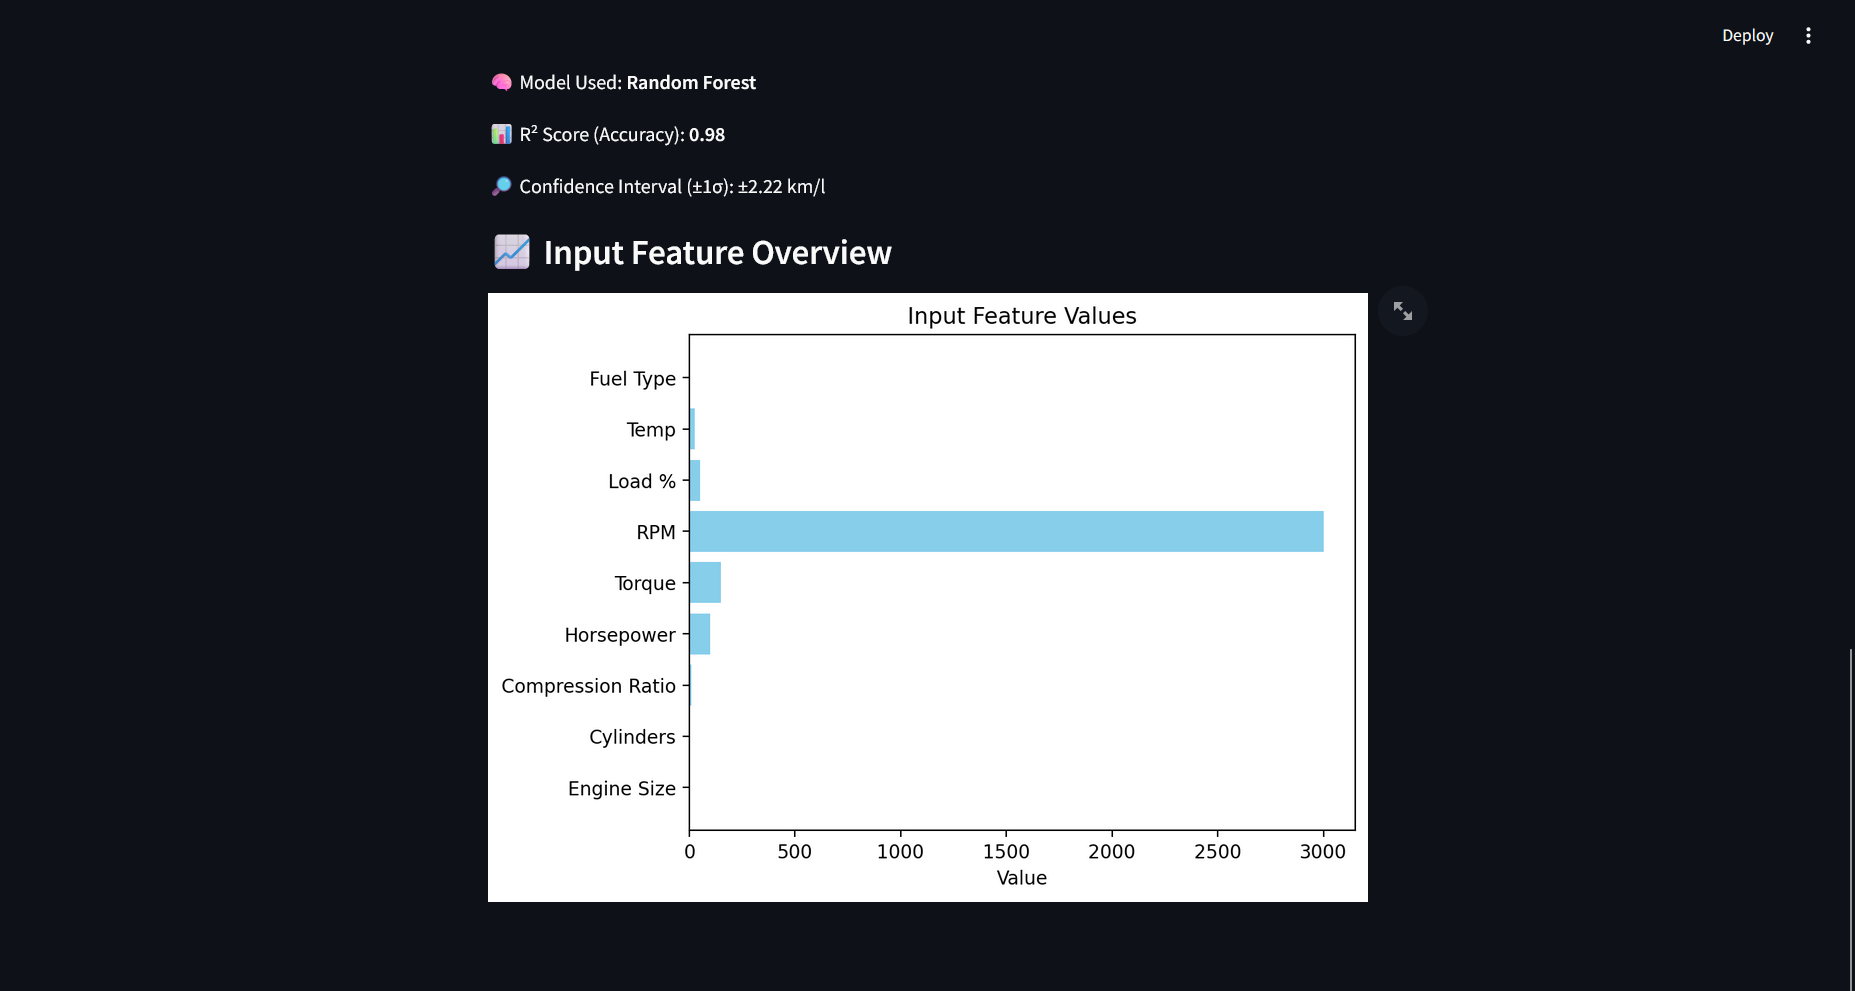 Deploy
Model Used: Random Forest
R² Score (Accuracy): 0.98
Confidence Interval (±1σ): ±2.22 km/l
Input Feature Overview
Input Feature Values
Fuel Type
Temp
Load %
RPM
Torque
Horsepower
Compression Ratio
Cylinders
Engine Size
0 500 1000 1500 2000 2500 3000
Value